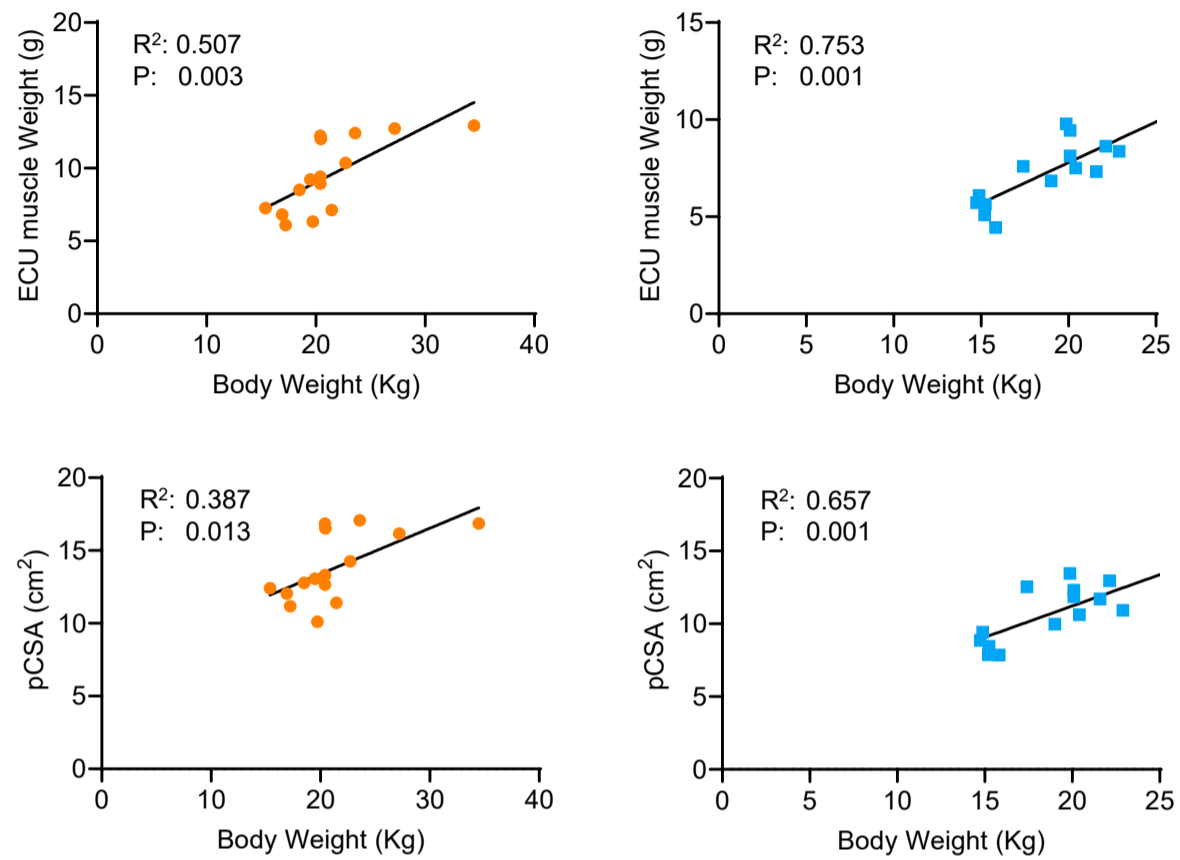 ECU muscle Weight (g)
20
15
10
5
0
R²: 0.507
P: 0.003
0 10 20 30 40
Body Weight (Kg)
ECU muscle Weight (g)
15
10
5
0
R²: 0.753
P: 0.001
0 5 10 15 20 25
Body Weight (Kg)
pCSA (cm²)
20
15
10
5
0
R²: 0.387
P: 0.013
0 10 20 30 40
Body Weight (Kg)
pCSA (cm²)
20
15
10
5
0
R²: 0.657
P: 0.001
0 5 10 15 20 25
Body Weight (Kg)